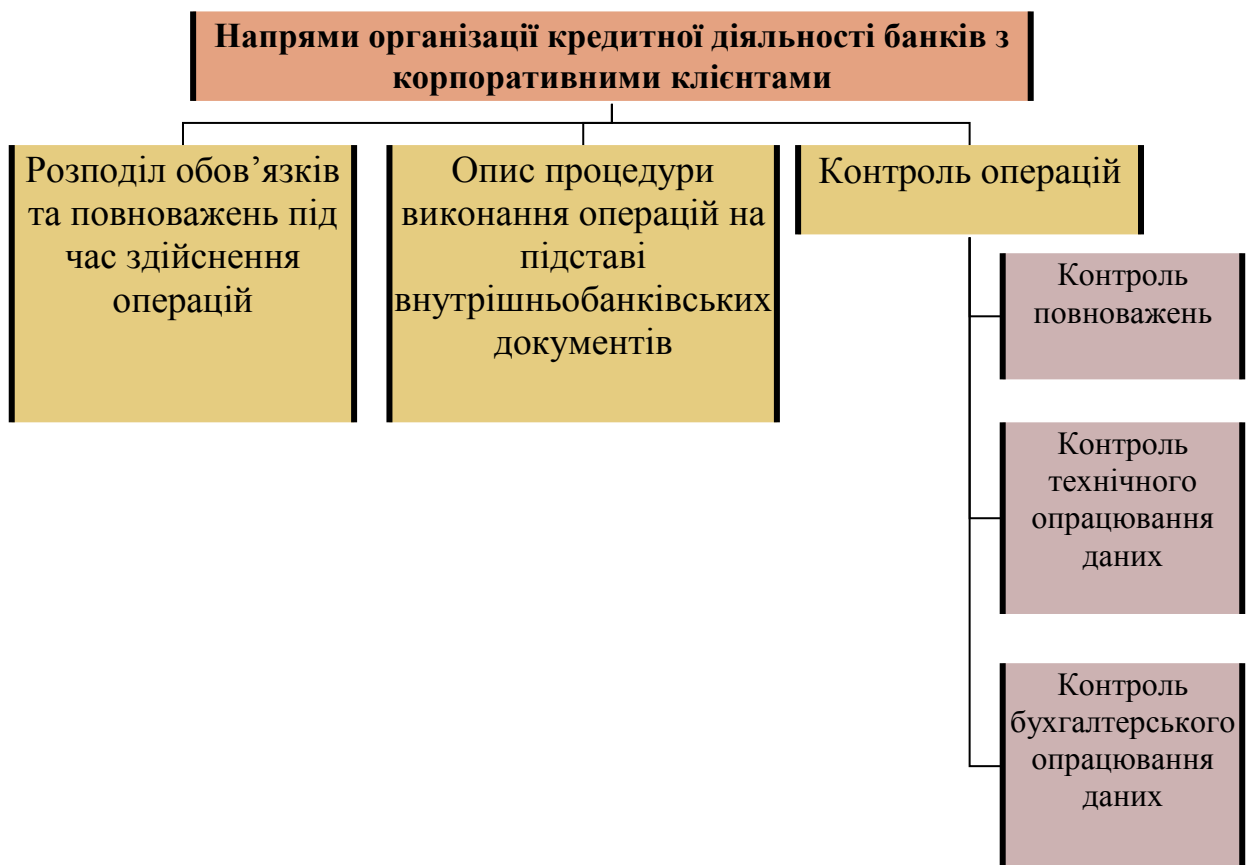 Напрями організації кредитної діяльності банків з
корпоративними клієнтами
Розподіл обов’язків
та повноважень під
час здійснення
операцій
Опис процедури
виконання операцій на
підставі
внутрішньобанківських
документів
Контроль операцій
Контроль
повноважень
Контроль
технічного
опрацювання
даних
Контроль
бухгалтерського
опрацювання
даних